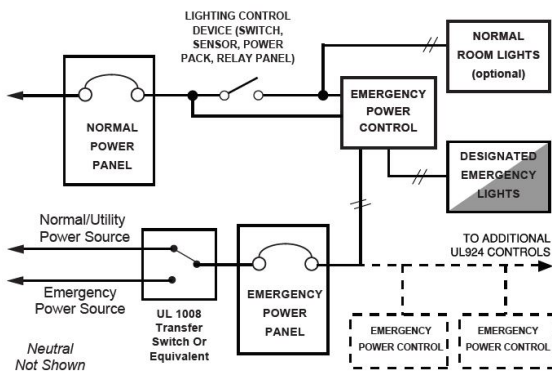 LIGHTING CONTROL
DEVICE (SWITCH,
SENSOR, POWER
PACK, RELAY PANEL)
NORMAL
ROOM LIGHTS
(optional)
NORMAL
POWER
PANEL
EMERGENCY
POWER
CONTROL
DESIGNATED
EMERGENCY
LIGHTS
Normal/Utility
Power Source
Emergency
Power Source
UL 1008
Transfer
Switch Or
Equivalent
EMERGENCY
POWER
PANEL
TO ADDITIONAL
UL924 CONTROLS
EMERGENCY
POWER CONTROL
EMERGENCY
POWER CONTROL
Neutral
Not Shown